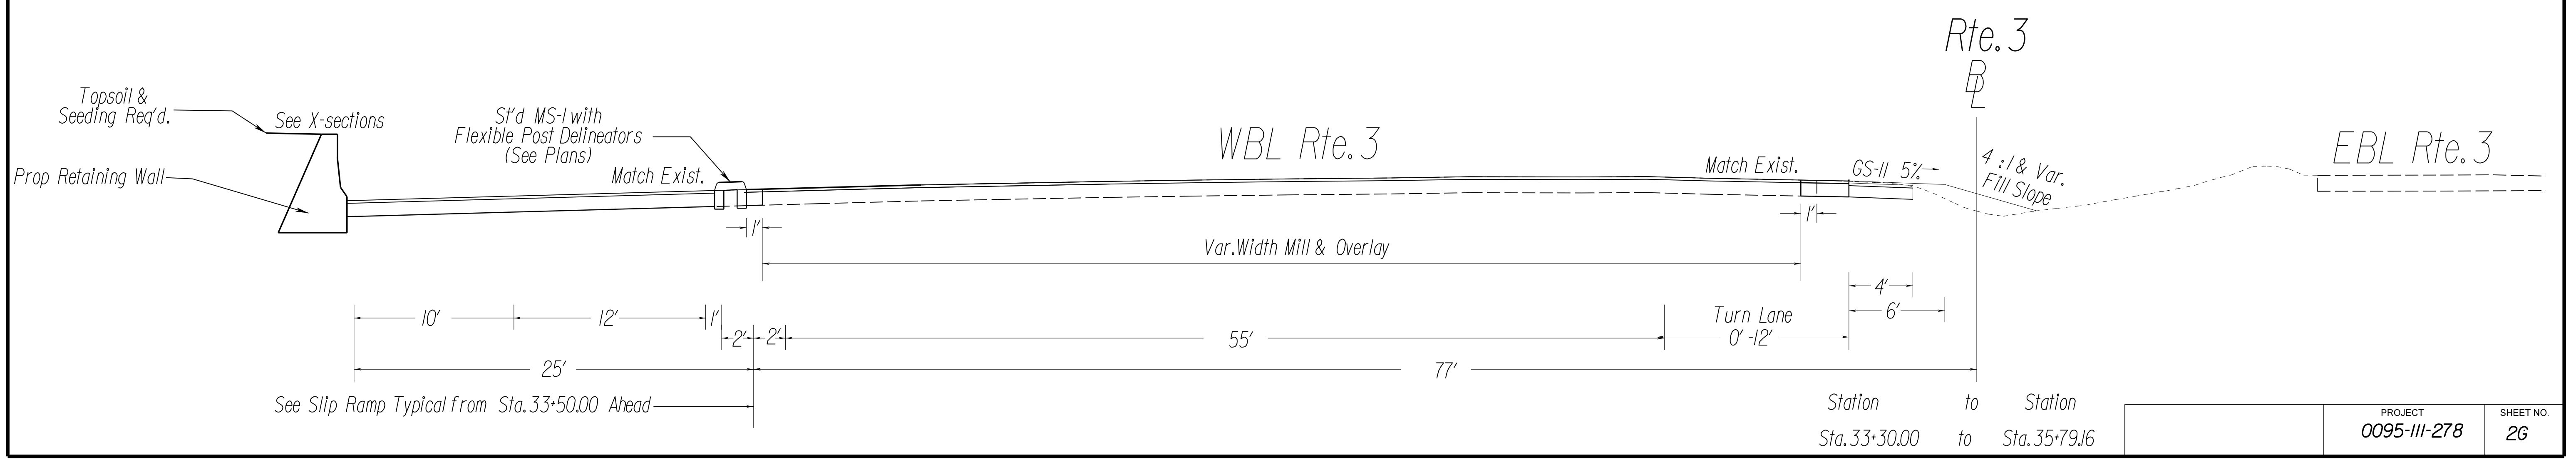 Rte. 3
BL
Topsoil &
Seeding Req'd.
See X-sections
St'd MS-1 with
Flexible Post Delineators
(See Plans)
Prop Retaining Wall
Match Exist.
WBL Rte. 3
Match Exist.
GS-11 5%
4 :1 & Var.
Fill Slope
EBL Rte. 3
1'
1'
Var. Width Mill & Overlay
4'
10'
12'
1'
Turn Lane
6'
2'
2'
55'
0' -12'
25'
77'
See Slip Ramp Typical from Sta. 33+50.00 Ahead
Station to Station
Sta. 33+30.00 to Sta. 35+79.16
PROJECT
0095-111-278
SHEET NO.
2G